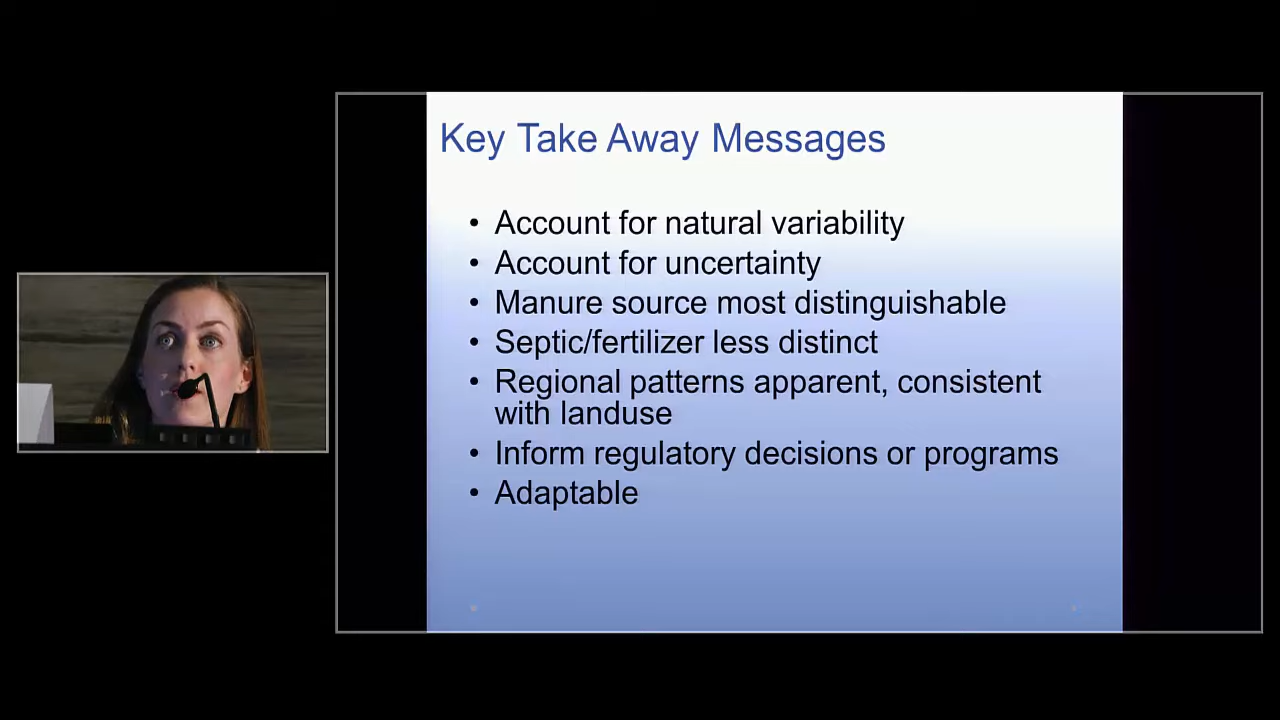 Key Take Away Messages
• Account for natural variability
• Account for uncertainty
• Manure source most distinguishable
• Septic/fertilizer less distinct
• Regional patterns apparent, consistent
with landuse
• Inform regulatory decisions or programs
• Adaptable